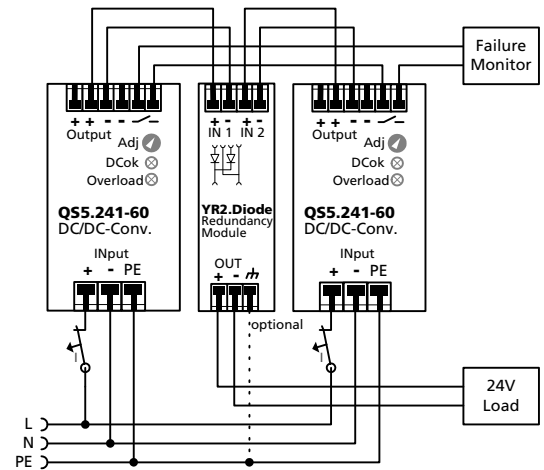 Failure
Monitor
+ + - -
Output
Adj
DCok
Overload
QS5.241-60
DC/DC-Conv.
INput
+ - PE
+ - + -
IN 1 IN 2
YR2.Diode
Redundancy
Module
OUT
+ -
optional
+ + - -
Output
Adj
DCok
Overload
QS5.241-60
DC/DC-Conv.
INput
+ - PE
I
I
24V
Load
L
N
PE